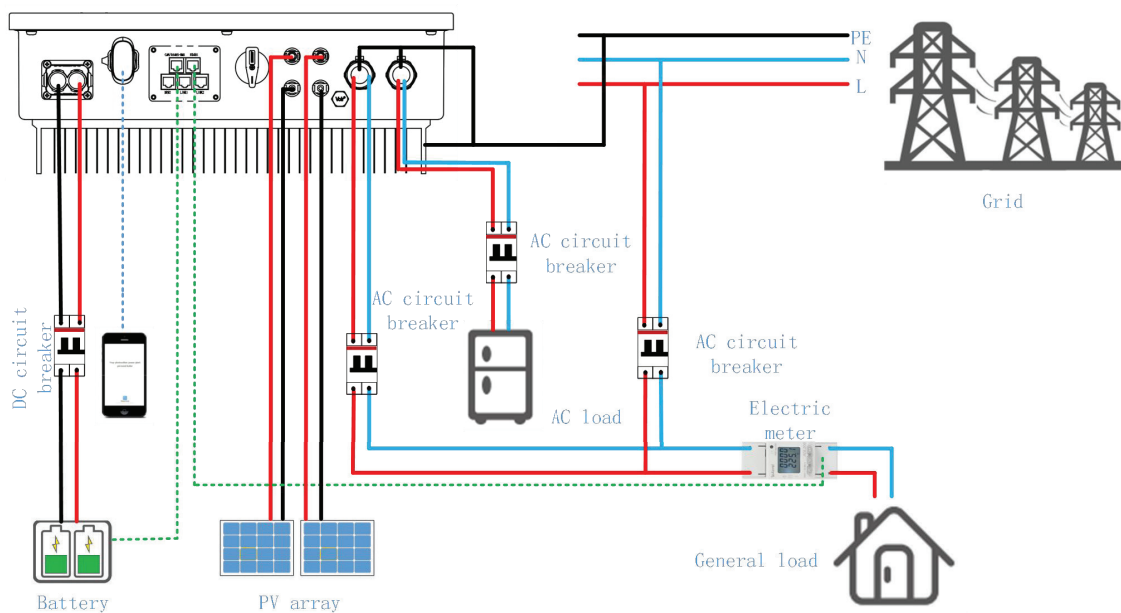 PE
N
L
Grid
AC circuit
breaker
AC circuit
breaker
AC circuit
breaker
DC circuit
breaker
AC load
Electric
meter
General load
Battery
PV array